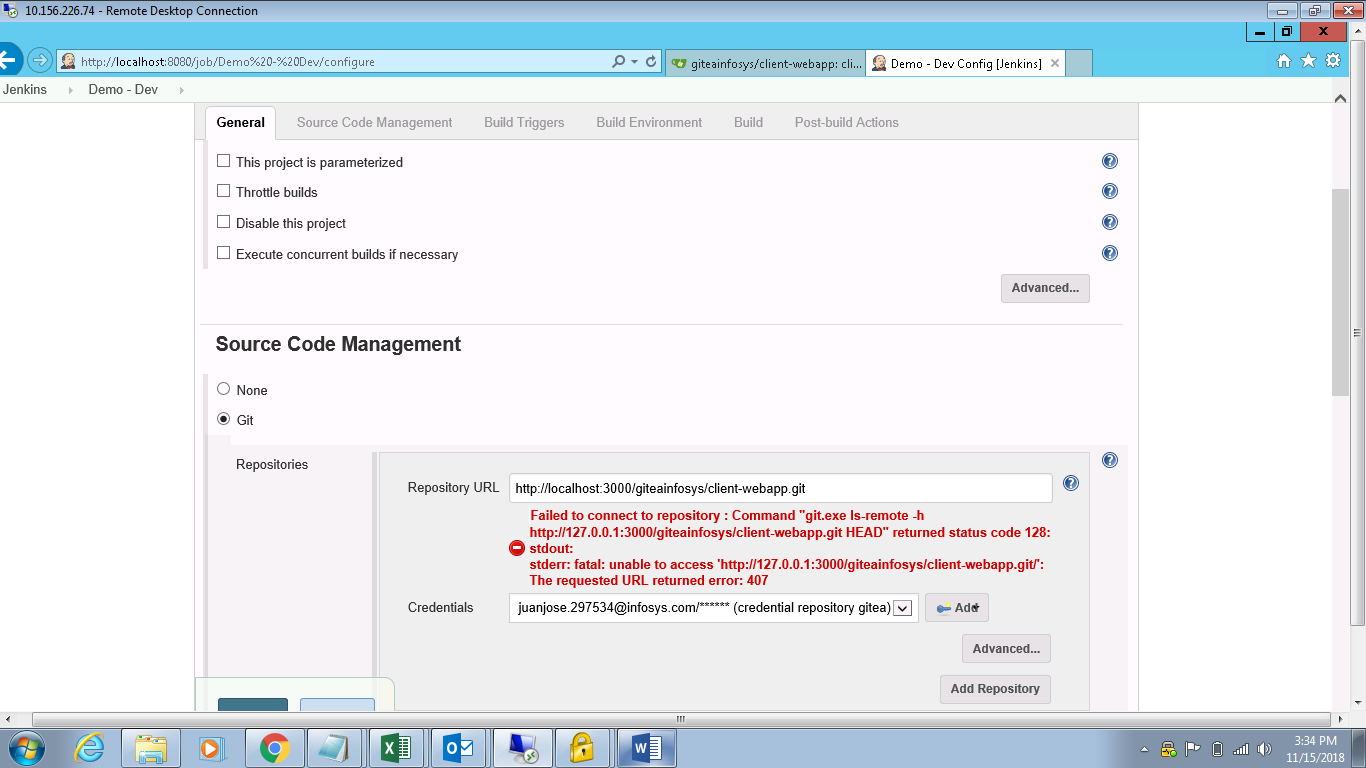 10.156.226.74 - Remote Desktop Connection
http://localhost:8080/job/Demo%20-%20Dev/configure
giteainfosys/client-webapp: cli...
Demo - Dev Config [Jenkins]
Jenkins
Demo - Dev
General
Source Code Management
Build Triggers
Build Environment
Build
Post-build Actions
This project is parameterized
Throttle builds
Disable this project
Execute concurrent builds if necessary
Advanced...
Source Code Management
None
Git
Repositories
Repository URL
http://localhost:3000/giteainfosys/client-webapp.git
Failed to connect to repository : Command "git.exe ls-remote -h
http://127.0.0.1:3000/giteainfosys/client-webapp.git HEAD" returned status code 128:
stdout:
stderr: fatal: unable to access 'http://127.0.0.1:3000/giteainfosys/client-webapp.git/':
The requested URL returned error: 407
Credentials
juanjose.297534@infosys.com/****** (credential repository gitea)
Add
Advanced...
Add Repository
3:34 PM
11/15/2018